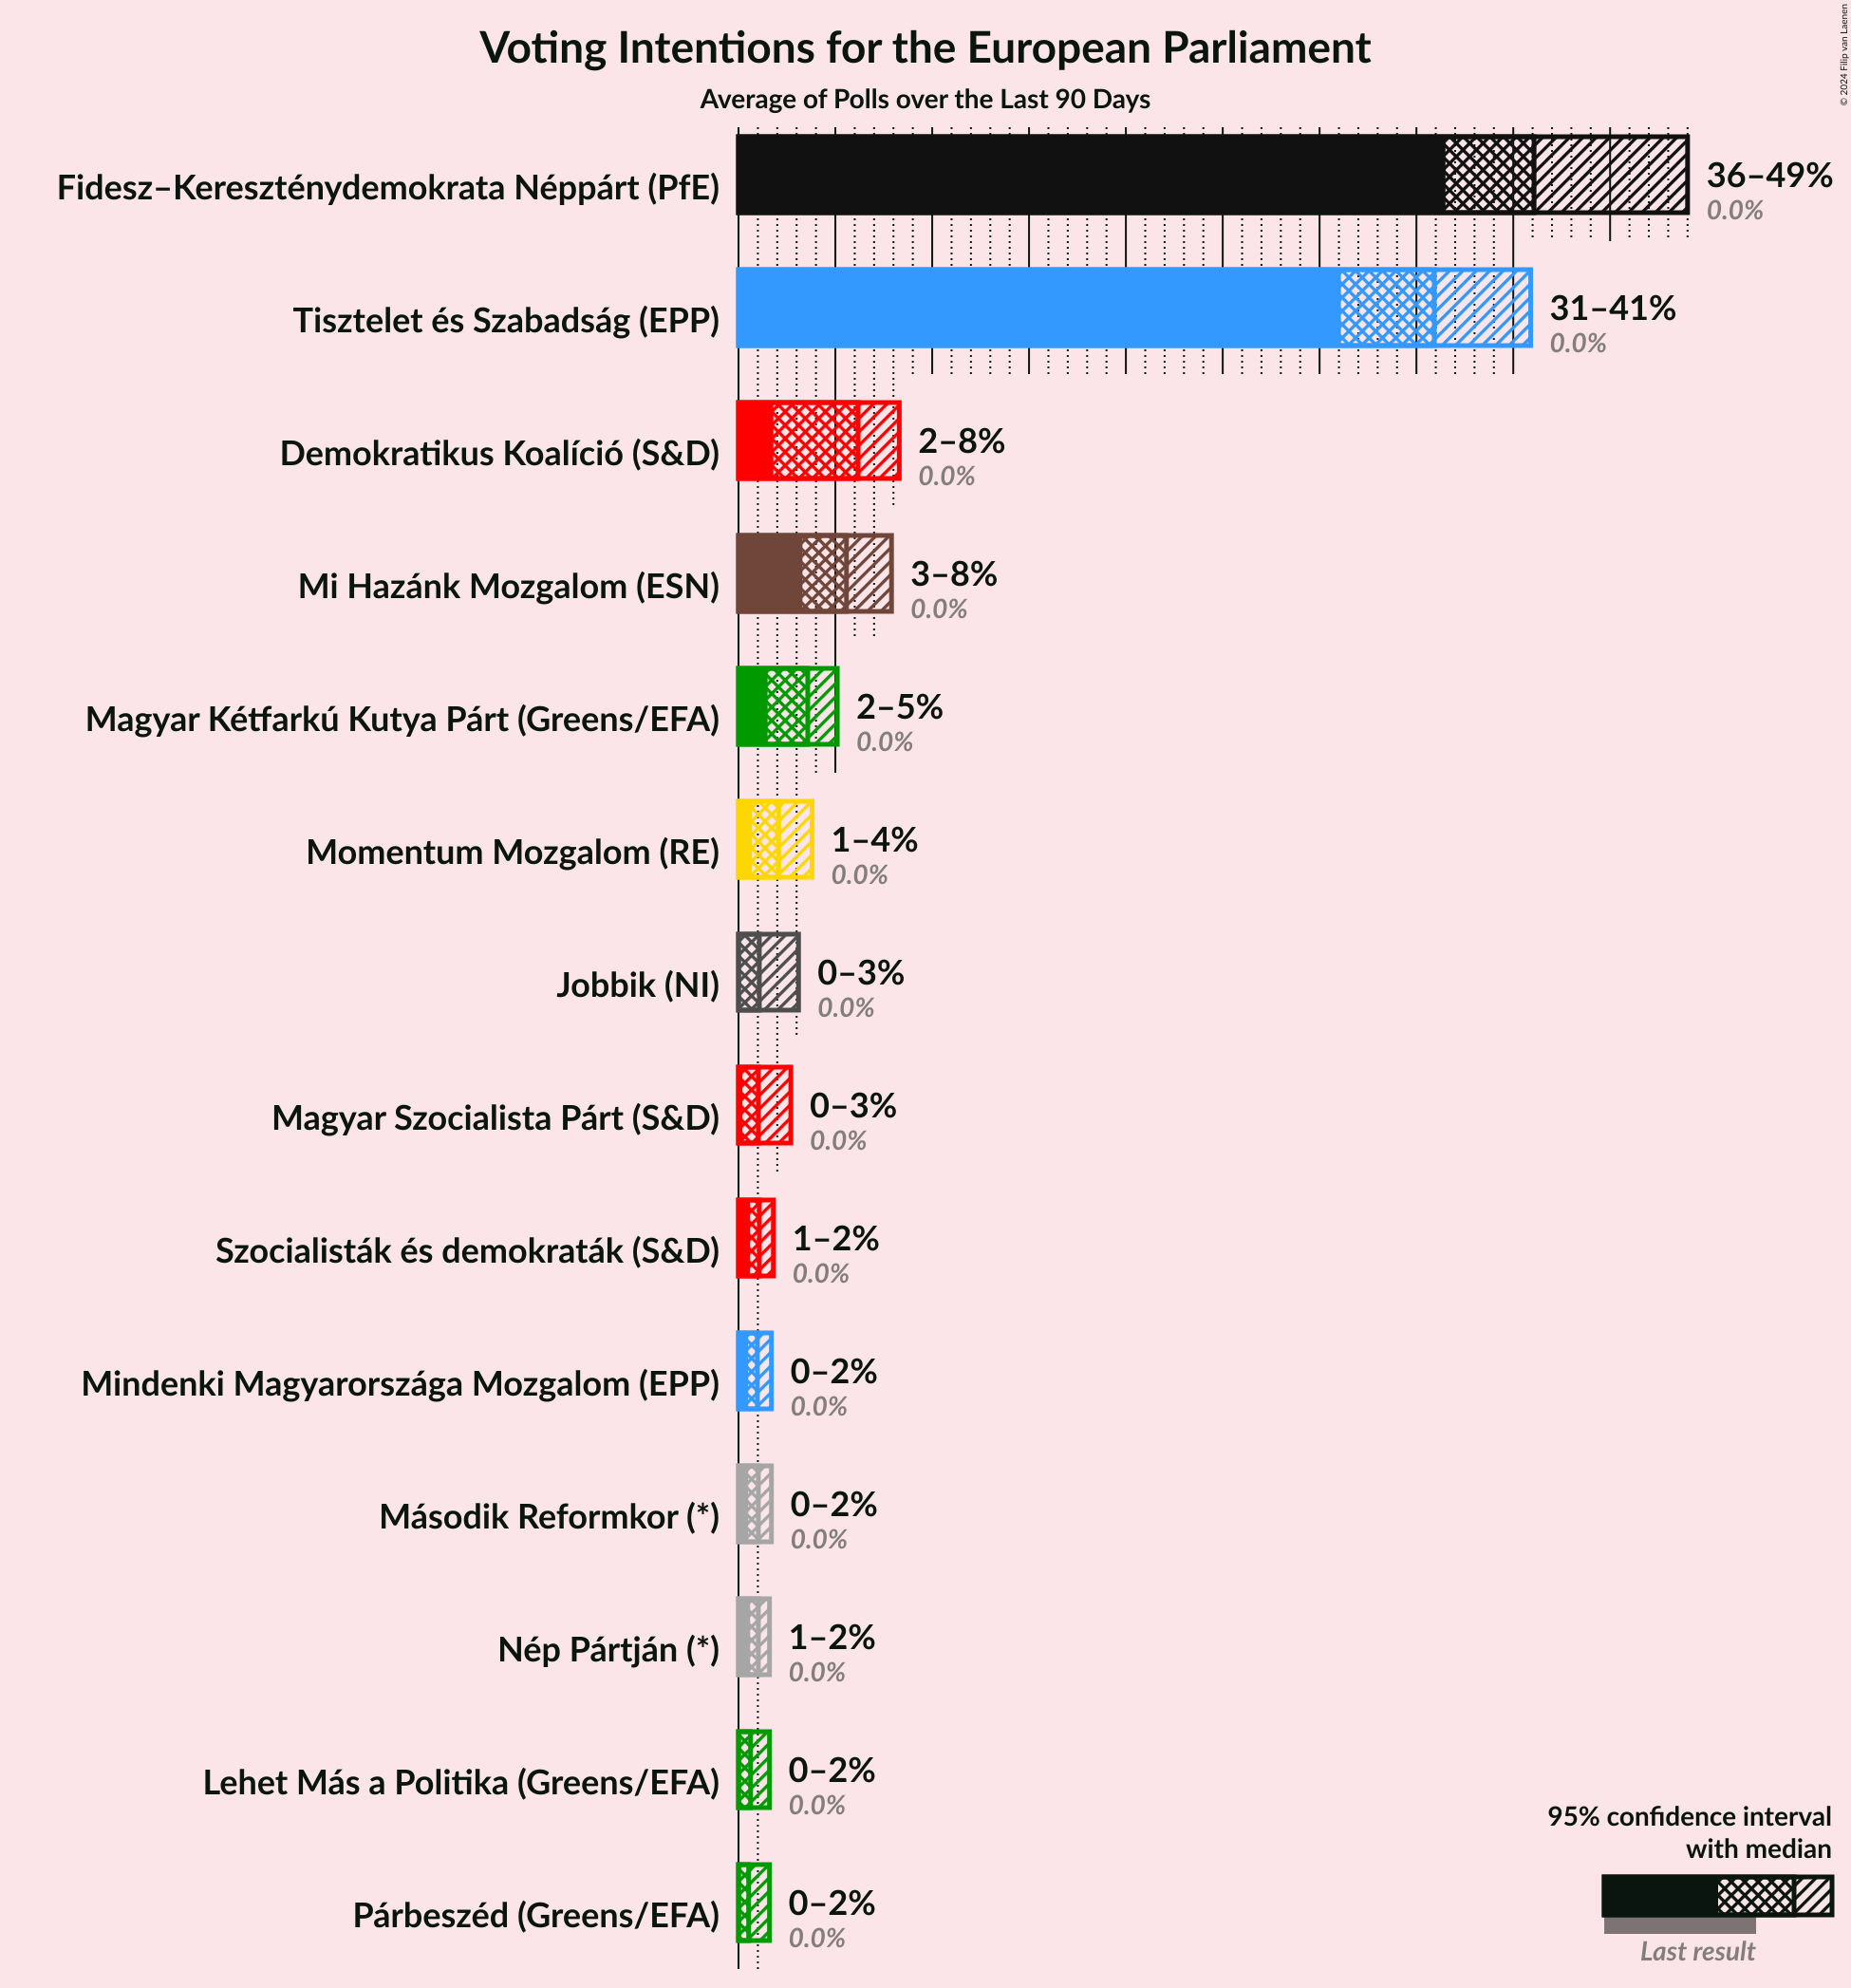 Voting Intentions for the European Parliament
Average of Polls over the Last 90 Days
© 2024 Filip van Laenen
Fidesz–Kereszténydemokrata Néppárt (PfE)
36–49%
0.0%
Tisztelet és Szabadság (EPP)
31–41%
0.0%
Demokratikus Koalíció (S&D)
2–8%
0.0%
Mi Hazánk Mozgalom (ESN)
3–8%
0.0%
Magyar Kétfarkú Kutya Párt (Greens/EFA)
2–5%
0.0%
Momentum Mozgalom (RE)
1–4%
0.0%
Jobbik (NI)
0–3%
0.0%
Magyar Szocialista Párt (S&D)
0–3%
0.0%
Szocialisták és demokraták (S&D)
1–2%
0.0%
Mindenki Magyarországa Mozgalom (EPP)
0–2%
0.0%
Második Reformkor (*)
0–2%
0.0%
Nép Pártján (*)
1–2%
0.0%
Lehet Más a Politika (Greens/EFA)
0–2%
0.0%
Párbeszéd (Greens/EFA)
0–2%
0.0%
95% confidence interval
with median
Last result